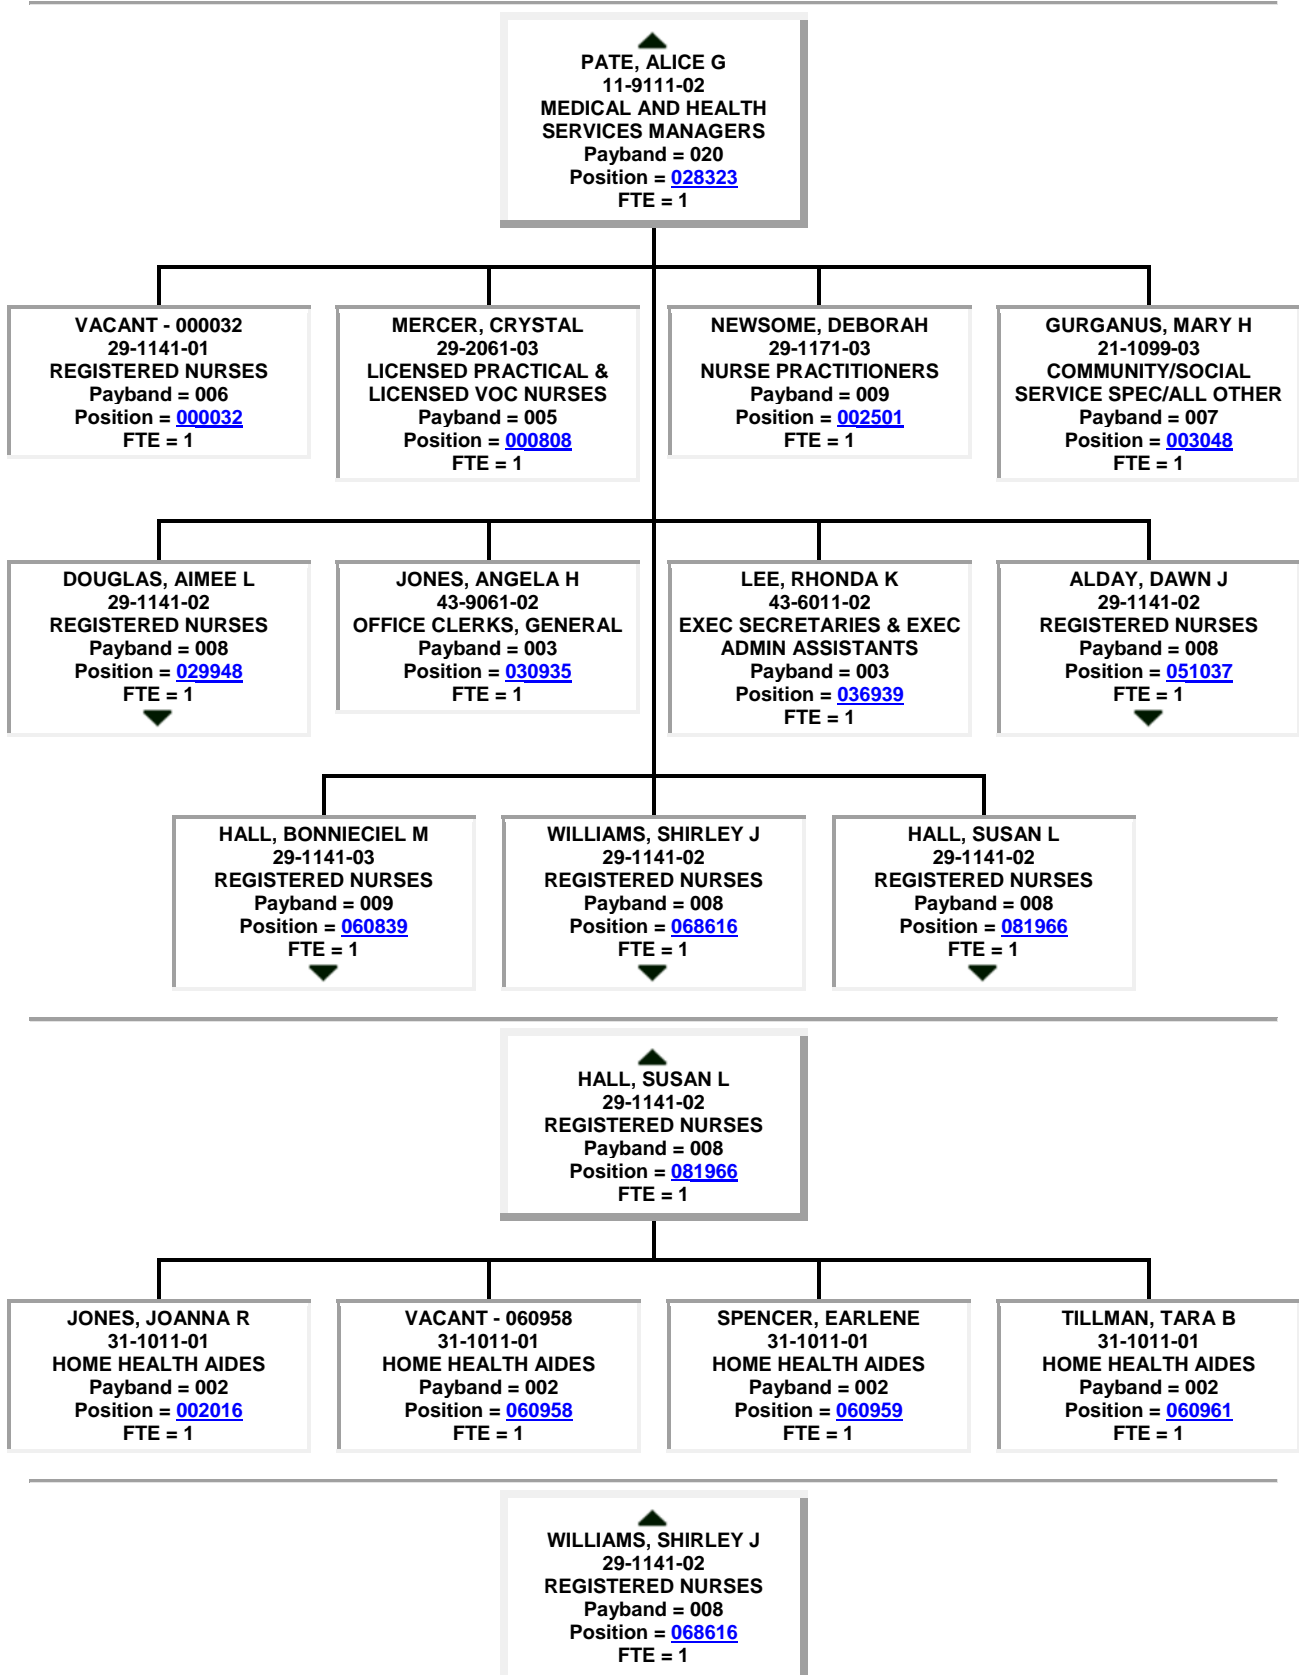 PATE, ALICE G
11-9111-02
MEDICAL AND HEALTH
SERVICES MANAGERS
Payband = 020
Position = 028323
FTE = 1
VACANT - 000032
29-1141-01
REGISTERED NURSES
Payband = 006
Position = 000032
FTE = 1
MERCER, CRYSTAL
29-2061-03
LICENSED PRACTICAL &
LICENSED VOC NURSES
Payband = 005
Position = 000808
FTE = 1
NEWSOME, DEBORAH
29-1171-03
NURSE PRACTITIONERS
Payband = 009
Position = 002501
FTE = 1
GURGANUS, MARY H
21-1099-03
COMMUNITY/SOCIAL
SERVICE SPEC/ALL OTHER
Payband = 007
Position = 003048
FTE = 1
DOUGLAS, AIMEE L
29-1141-02
REGISTERED NURSES
Payband = 008
Position = 029948
FTE = 1
JONES, ANGELA H
43-9061-02
OFFICE CLERKS, GENERAL
Payband = 003
Position = 030935
FTE = 1
LEE, RHONDA K
43-6011-02
EXEC SECRETARIES & EXEC
ADMIN ASSISTANTS
Payband = 003
Position = 036939
FTE = 1
ALDAY, DAWN J
29-1141-02
REGISTERED NURSES
Payband = 008
Position = 051037
FTE = 1
HALL, BONNIECIEL M
29-1141-03
REGISTERED NURSES
Payband = 009
Position = 060839
FTE = 1
WILLIAMS, SHIRLEY J
29-1141-02
REGISTERED NURSES
Payband = 008
Position = 068616
FTE = 1
HALL, SUSAN L
29-1141-02
REGISTERED NURSES
Payband = 008
Position = 081966
FTE = 1
HALL, SUSAN L
29-1141-02
REGISTERED NURSES
Payband = 008
Position = 081966
FTE = 1
JONES, JOANNA R
31-1011-01
HOME HEALTH AIDES
Payband = 002
Position = 002016
FTE = 1
VACANT - 060958
31-1011-01
HOME HEALTH AIDES
Payband = 002
Position = 060958
FTE = 1
SPENCER, EARLENE
31-1011-01
HOME HEALTH AIDES
Payband = 002
Position = 060959
FTE = 1
TILLMAN, TARA B
31-1011-01
HOME HEALTH AIDES
Payband = 002
Position = 060961
FTE = 1
WILLIAMS, SHIRLEY J
29-1141-02
REGISTERED NURSES
Payband = 008
Position = 068616
FTE = 1